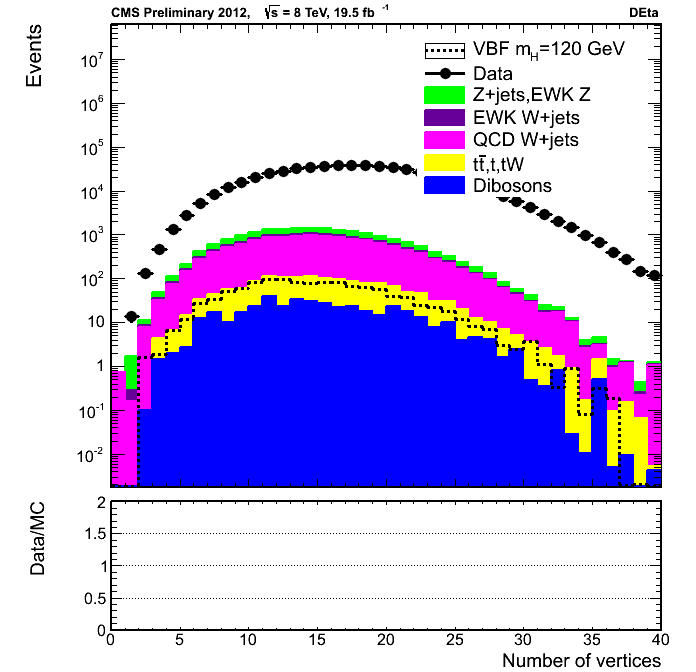 CMS Preliminary 2012, √s = 8 TeV, 19.5 fb⁻¹ DEta
Events
10⁷
10⁶
10⁵
10⁴
10³
10²
10
1
10⁻¹
10⁻²
VBF m_H=120 GeV
Data
Z+jets,EWK Z
EWK W+jets
QCD W+jets
tt̄,t,tW
Dibosons
Data/MC
2
1.5
1
0.5
0
0 5 10 15 20 25 30 35 40
Number of vertices